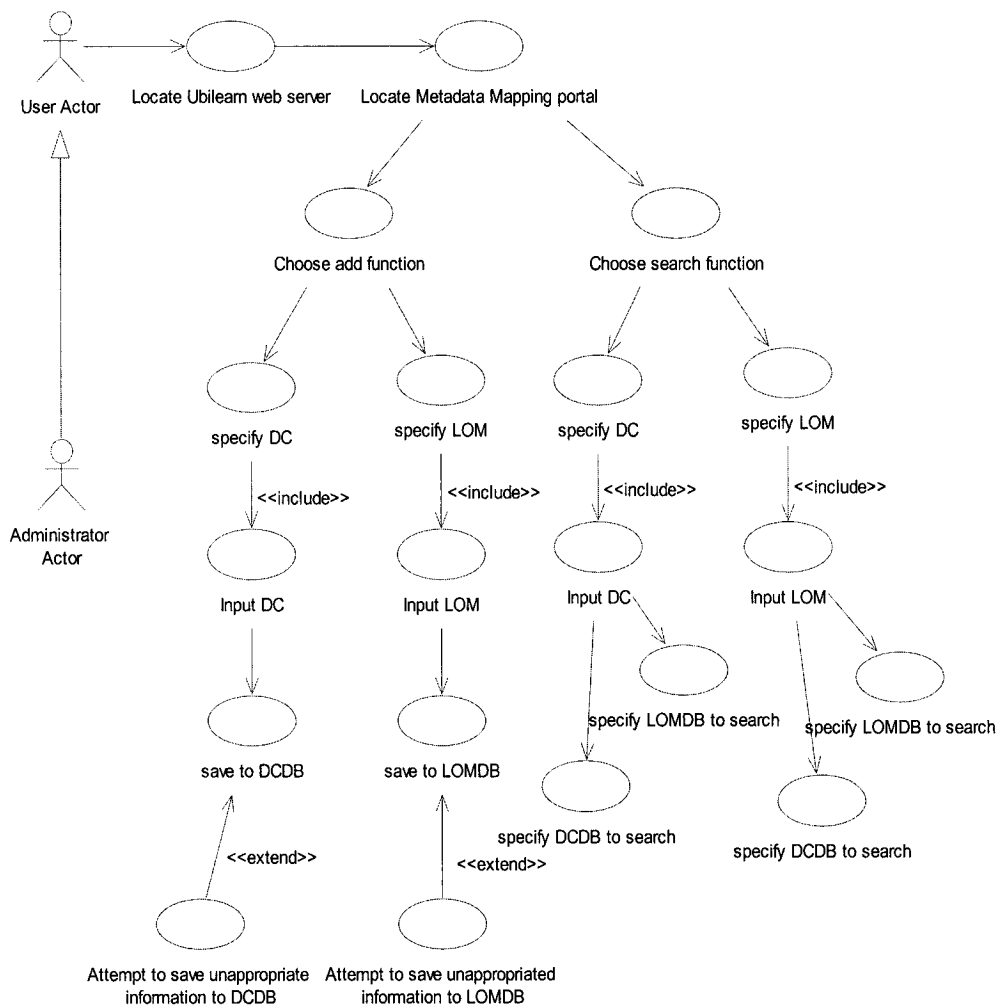 User Actor
Locate Ubilearn web server
Locate Metadata Mapping portal
Choose add function
Choose search function
specify DC
specify LOM
specify DC
specify LOM
<<include>>
<<include>>
<<include>>
<<include>>
Administrator
Actor
Input DC
Input LOM
Input DC
Input LOM
specify LOMDB to search
specify LOMDB to search
save to DCDB
save to LOMDB
specify DCDB to search
specify DCDB to search
<<extend>>
<<extend>>
Attempt to save unappropriate
information to DCDB
Attempt to save unappropriated
information to LOMDB